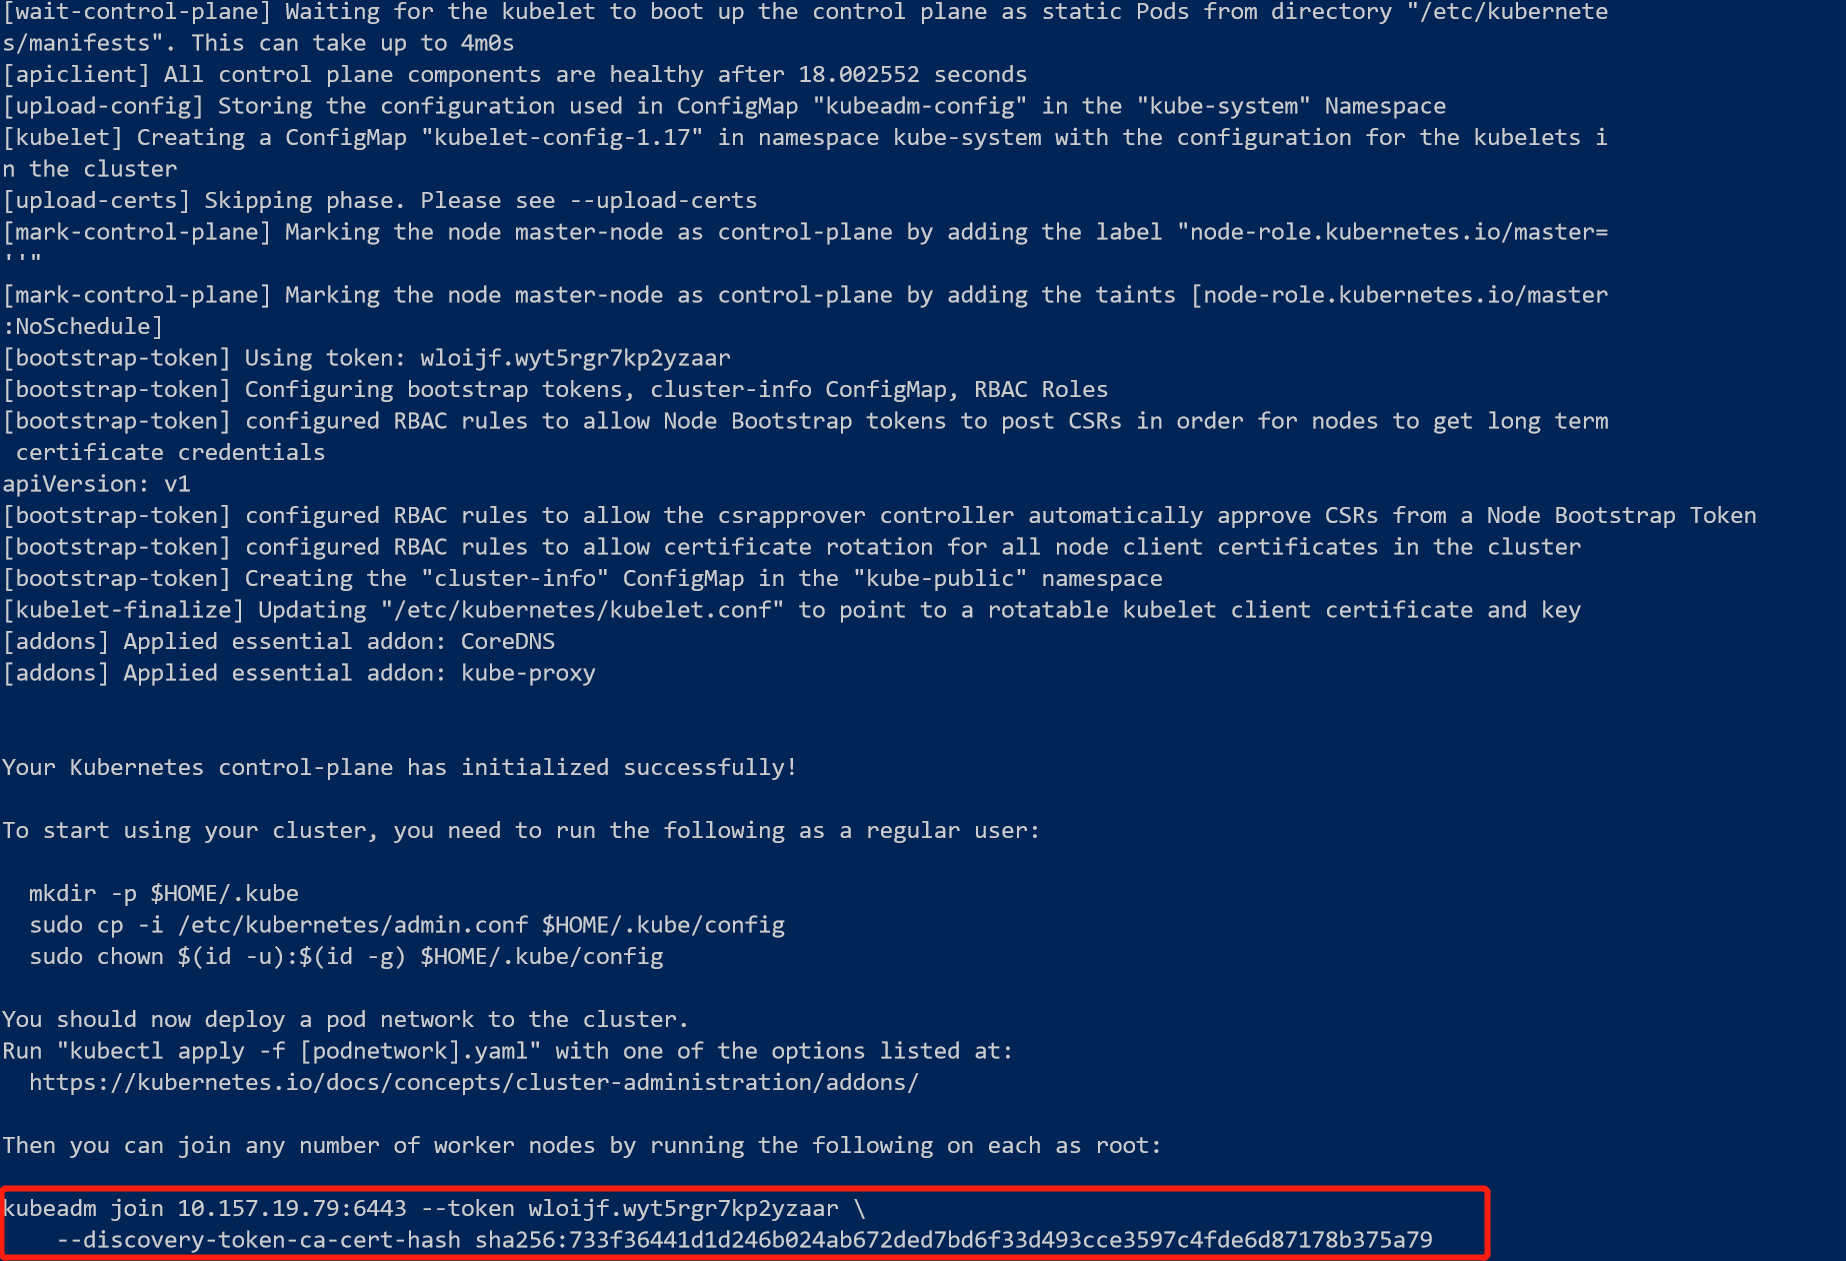 [wait-control-plane] Waiting for the kubelet to boot up the control plane as static Pods from directory "/etc/kubernete
s/manifests". This can take up to 4m0s
[apiclient] All control plane components are healthy after 18.002552 seconds
[upload-config] Storing the configuration used in ConfigMap "kubeadm-config" in the "kube-system" Namespace
[kubelet] Creating a ConfigMap "kubelet-config-1.17" in namespace kube-system with the configuration for the kubelets i
n the cluster
[upload-certs] Skipping phase. Please see --upload-certs
[mark-control-plane] Marking the node master-node as control-plane by adding the label "node-role.kubernetes.io/master=
''"
[mark-control-plane] Marking the node master-node as control-plane by adding the taints [node-role.kubernetes.io/master
:NoSchedule]
[bootstrap-token] Using token: wloijf.wyt5rgr7kp2yzaar
[bootstrap-token] Configuring bootstrap tokens, cluster-info ConfigMap, RBAC Roles
[bootstrap-token] configured RBAC rules to allow Node Bootstrap tokens to post CSRs in order for nodes to get long term
 certificate credentials
apiVersion: v1
[bootstrap-token] configured RBAC rules to allow the csrapprover controller automatically approve CSRs from a Node Bootstrap Token
[bootstrap-token] configured RBAC rules to allow certificate rotation for all node client certificates in the cluster
[bootstrap-token] Creating the "cluster-info" ConfigMap in the "kube-public" namespace
[kubelet-finalize] Updating "/etc/kubernetes/kubelet.conf" to point to a rotatable kubelet client certificate and key
[addons] Applied essential addon: CoreDNS
[addons] Applied essential addon: kube-proxy
Your Kubernetes control-plane has initialized successfully!
To start using your cluster, you need to run the following as a regular user:
  mkdir -p $HOME/.kube
  sudo cp -i /etc/kubernetes/admin.conf $HOME/.kube/config
  sudo chown $(id -u):$(id -g) $HOME/.kube/config
You should now deploy a pod network to the cluster.
Run "kubectl apply -f [podnetwork].yaml" with one of the options listed at:
  https://kubernetes.io/docs/concepts/cluster-administration/addons/
Then you can join any number of worker nodes by running the following on each as root:
kubeadm join 10.157.19.79:6443 --token wloijf.wyt5rgr7kp2yzaar \
    --discovery-token-ca-cert-hash sha256:733f36441d1d246b024ab672ded7bd6f33d493cce3597c4fde6d87178b375a79